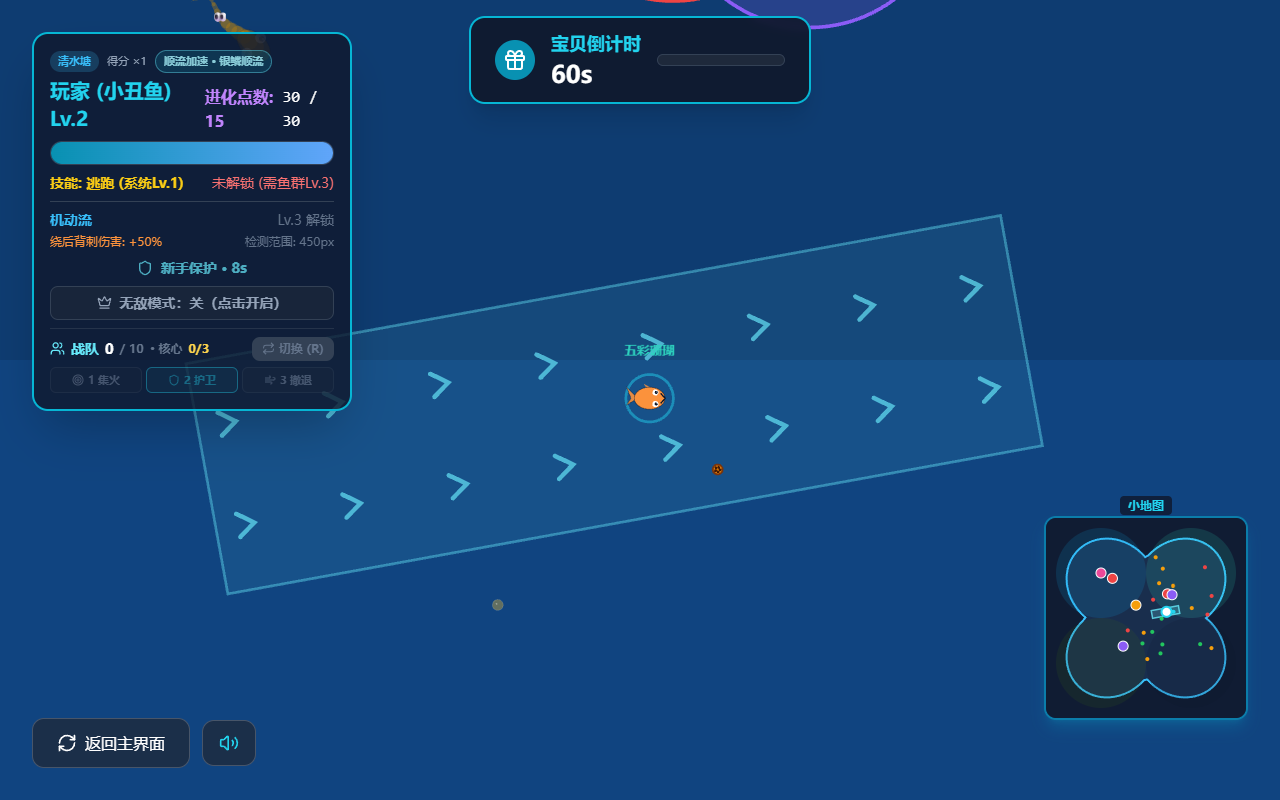 清水塘 得分 ×1 顺流加速 • 银鳞顺流
玩家 (小丑鱼)
Lv.2
进化点数:
15
30 /
30
技能: 逃跑 (系统Lv.1) 未解锁 (需鱼群Lv.3)
机动流 Lv.3 解锁
绕后背刺伤害: +50% 检测范围: 450px
新手保护 • 8s
无敌模式：关（点击开启）
战队 0 / 10 • 核心 0/3 切换 (R)
1 集火 2 护卫 3 撤退
宝贝倒计时
60s
五彩珊瑚
小地图
返回主界面